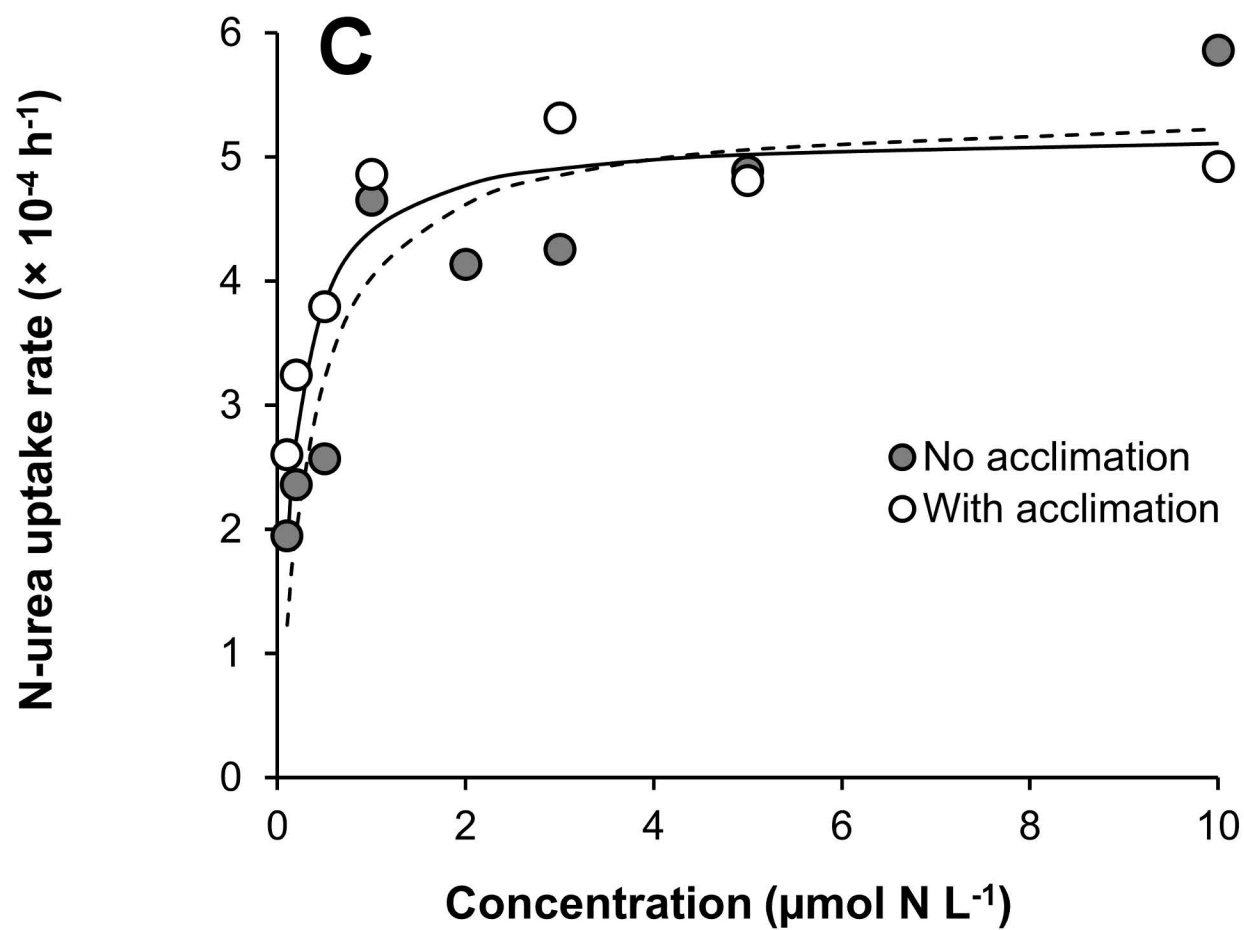 C
N-urea uptake rate (× 10⁻⁴ h⁻¹)
6
5
4
3
2
1
0
No acclimation
With acclimation
0 2 4 6 8 10
Concentration (µmol N L⁻¹)